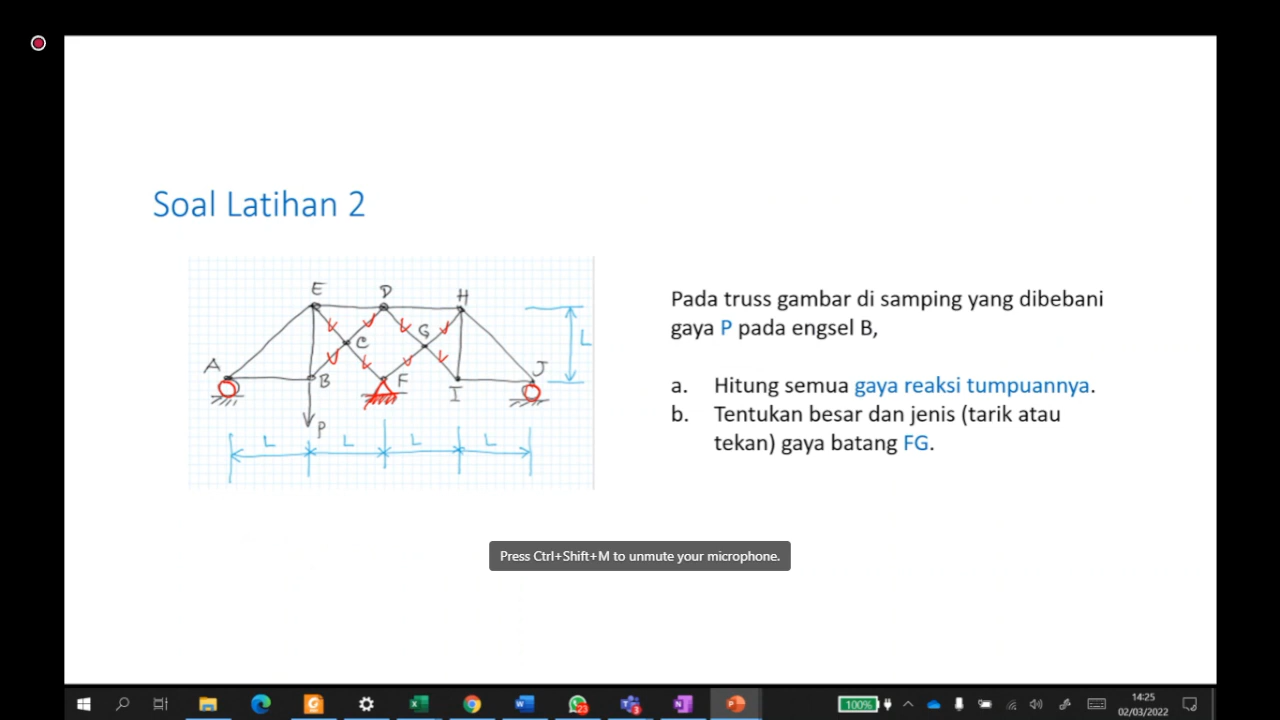 Soal Latihan 2
E
D
H
L
G
A
C
J
B
F
I
P
L
L
L
L
Pada truss gambar di samping yang dibebani
gaya P pada engsel B,
a. Hitung semua gaya reaksi tumpuannya.
b. Tentukan besar dan jenis (tarik atau
tekan) gaya batang FG.
Press Ctrl+Shift+M to unmute your microphone.
100%
14:25
02/03/2022